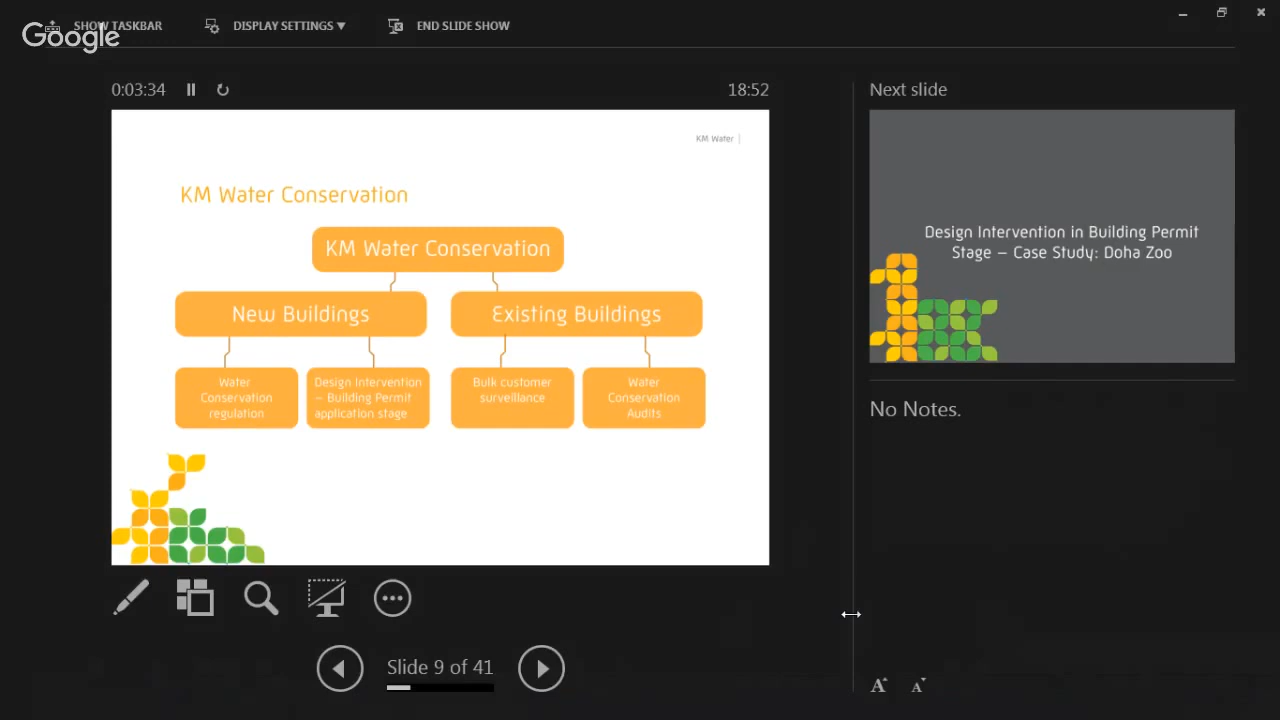 Google
SHOW TASKBAR
DISPLAY SETTINGS ▼
END SLIDE SHOW
0:03:34
18:52
KM Water
KM Water Conservation
KM Water Conservation
New Buildings
Existing Buildings
Water
Conservation
regulation
Design Intervention
– Building Permit
application stage
Bulk customer
surveillance
Water
Conservation
Audits
Slide 9 of 41
Next slide
Design Intervention in Building Permit
Stage – Case Study: Doha Zoo
No Notes.
A
A